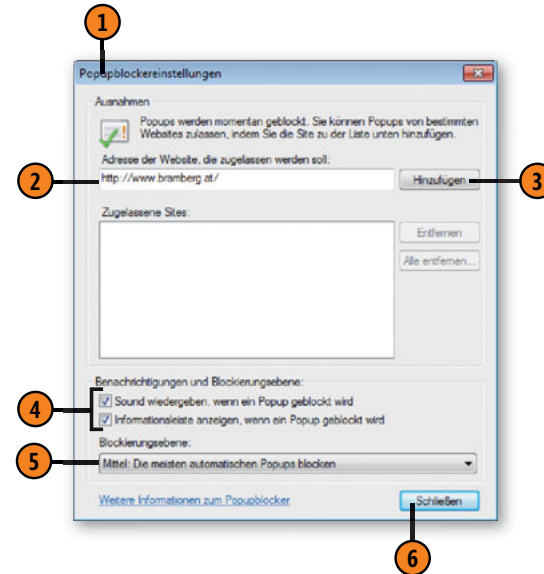 1
Popupblockereinstellungen
Ausnahmen
Popups werden momentan geblockt. Sie können Popups von bestimmten
Websites zulassen, indem Sie die Site zu der Liste unten hinzufügen.
Adresse der Website, die zugelassen werden soll:
2
http://www.bramberg.at/
Hinzufügen
3
Zugelassene Sites:
Entfernen
Alle entfernen...
Benachrichtigungen und Blockierungsebene:
4
Sound wiedergeben, wenn ein Popup geblockt wird
Informationsleiste anzeigen, wenn ein Popup geblockt wird
Blockierungsebene:
5
Mittel: Die meisten automatischen Popups blocken
Weitere Informationen zum Popupblocker
Schließen
6